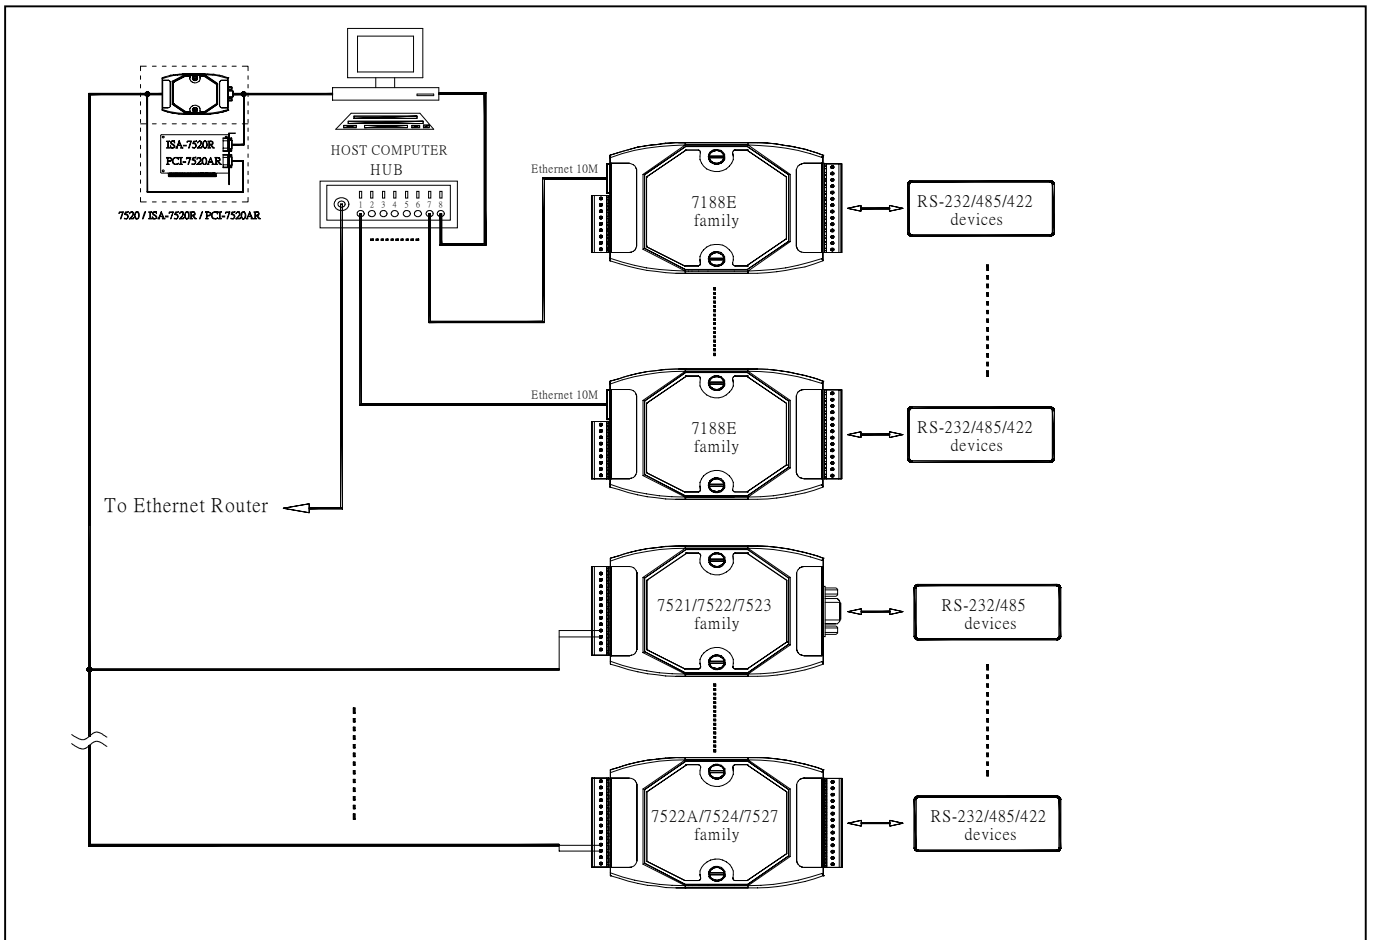 ISA-7520R
PCI-7520AR
7520 / ISA-7520R / PCI-7520AR
HOST COMPUTER
HUB
1 2 3 4 5 6 7 8
Ethernet 10M
7188E
family
RS-232/485/422
devices
Ethernet 10M
7188E
family
RS-232/485/422
devices
To Ethernet Router
7521/7522/7523
family
RS-232/485
devices
7522A/7524/7527
family
RS-232/485/422
devices